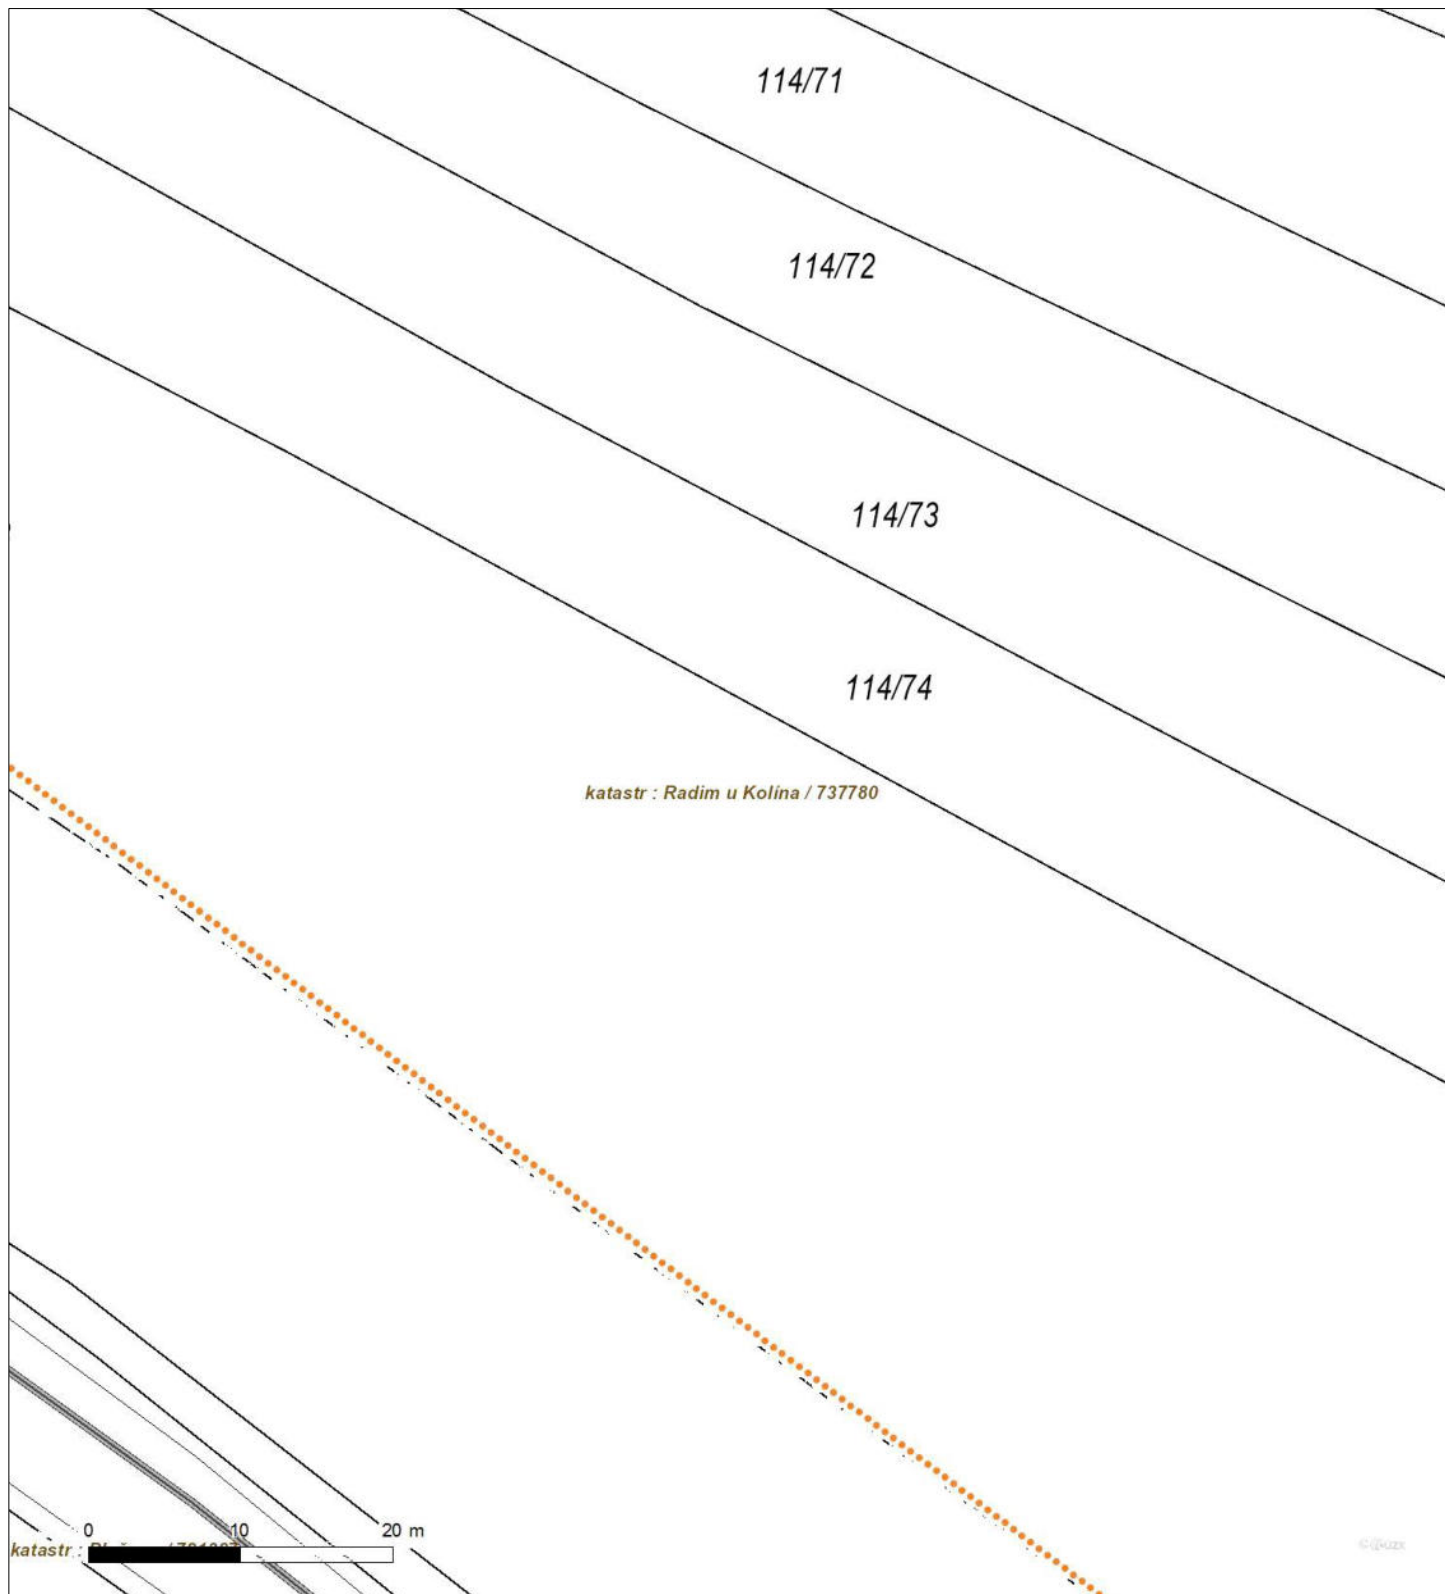 114/71
114/72
114/73
114/74
katastr : Radim u Kolína / 737780
0 10 20 m
katastr :